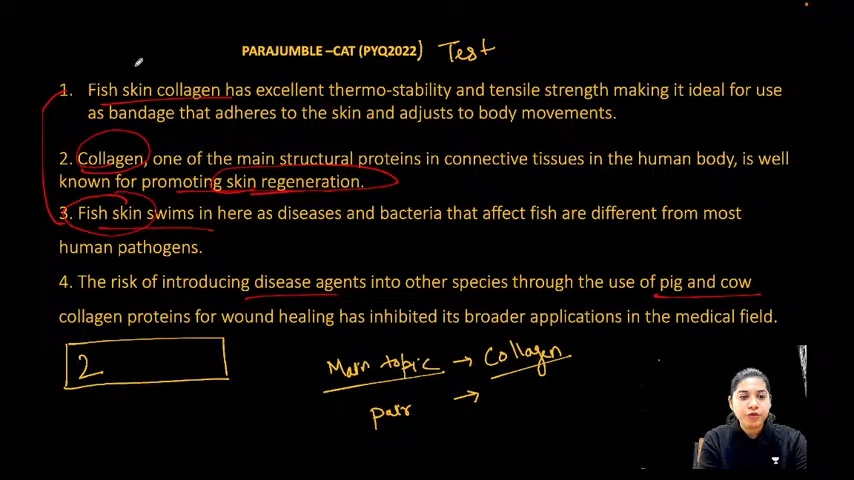 PARAJUMBLE –CAT (PYQ2022) Test
1. Fish skin collagen has excellent thermo-stability and tensile strength making it ideal for use
as bandage that adheres to the skin and adjusts to body movements.
2. Collagen, one of the main structural proteins in connective tissues in the human body, is well
known for promoting skin regeneration.
3. Fish skin swims in here as diseases and bacteria that affect fish are different from most
human pathogens.
4. The risk of introducing disease agents into other species through the use of pig and cow
collagen proteins for wound healing has inhibited its broader applications in the medical field.
2
Main topic → Collagen
pair →